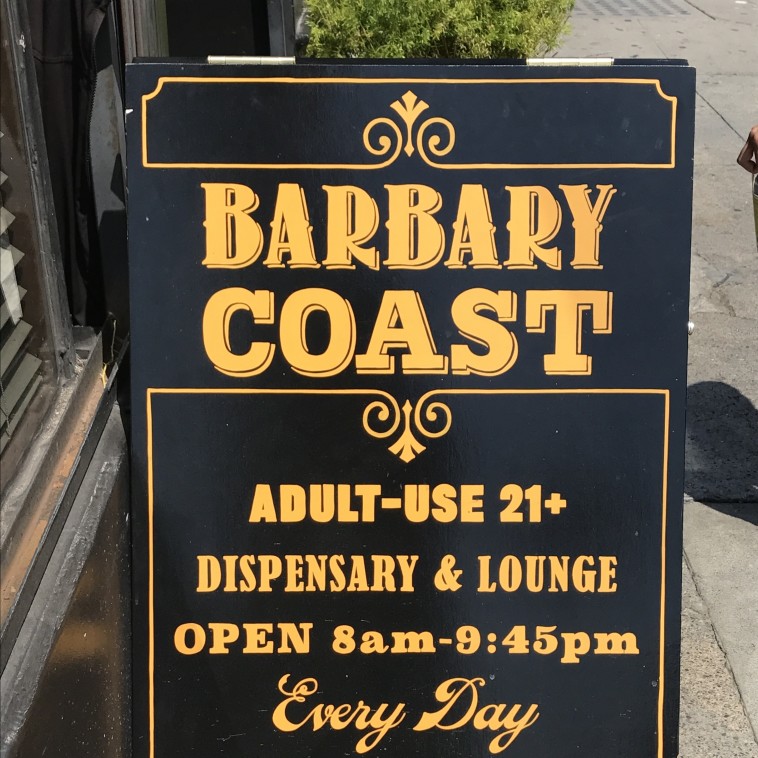 BARBARY
COAST
ADULT-USE 21+
DISPENSARY & LOUNGE
OPEN 8am-9:45pm
Every Day